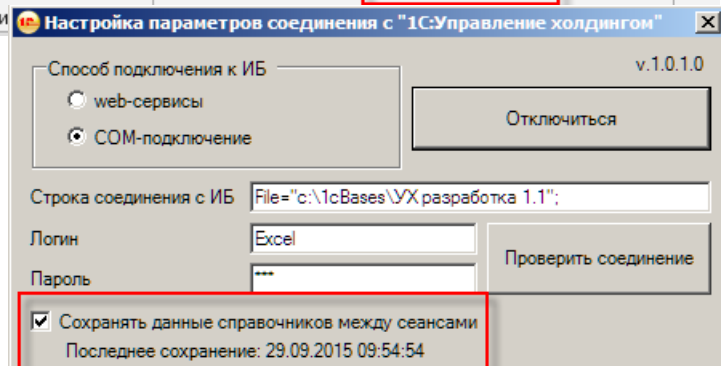 и
Настройка параметров соединения с "1С:Управление холдингом"
Способ подключения к ИБ
v.1.0.1.0
web-сервисы
COM-подключение
Отключиться
Строка соединения с ИБ File="c:\1cBases\УХ разработка 1.1";
Логин Excel
Пароль ***
Проверить соединение
Сохранять данные справочников между сеансами
Последнее сохранение: 29.09.2015 09:54:54